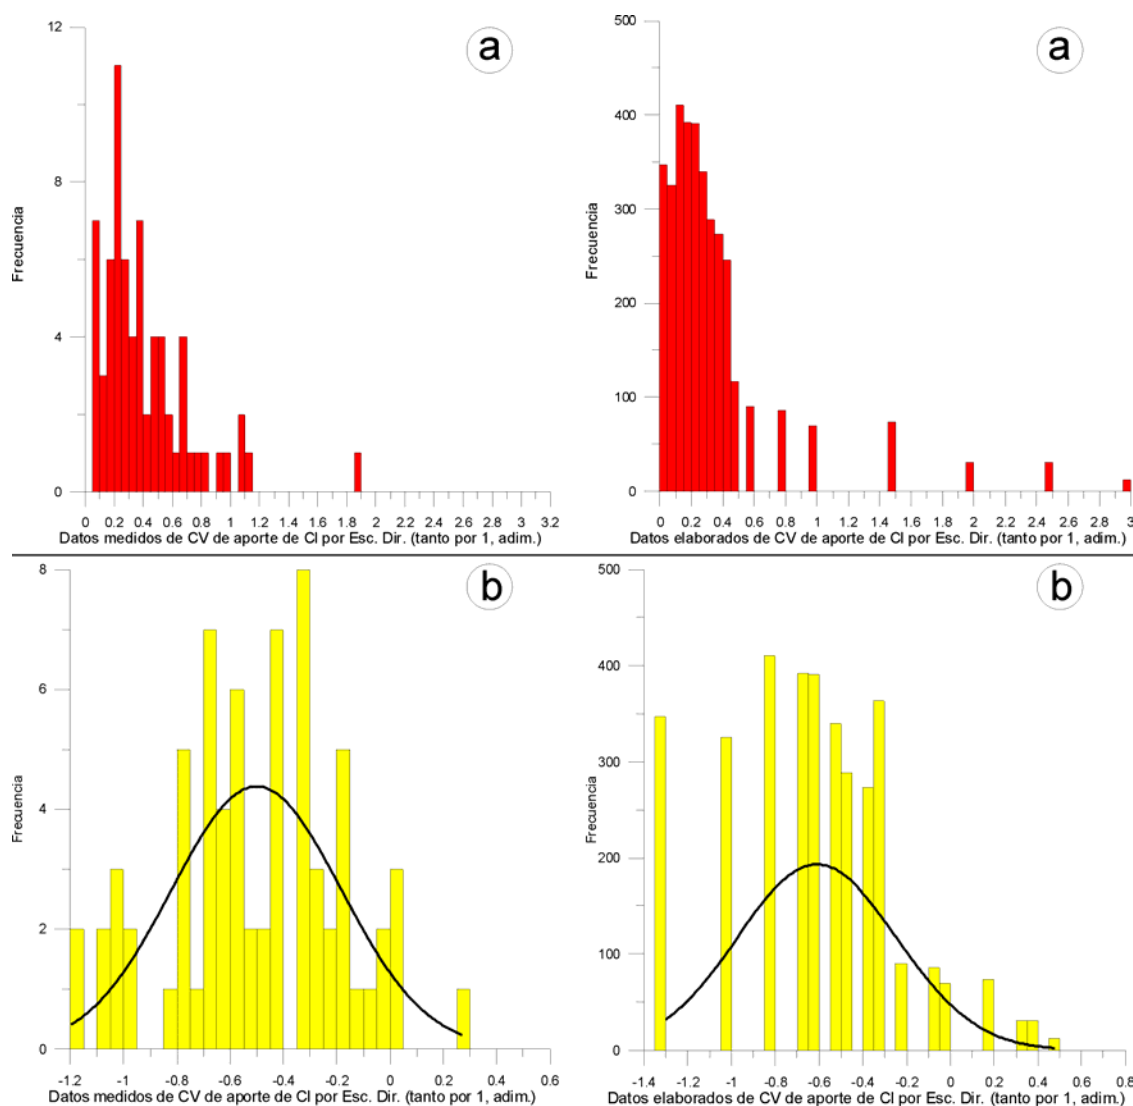 a
12
8
4
0
Frecuencia
0 0.2 0.4 0.6 0.8 1 1.2 1.4 1.6 1.8 2 2.2 2.4 2.6 2.8 3 3.2
Datos medidos de CV de aporte de Cl por Esc. Dir. (tanto por 1, adim.)
a
500
400
300
200
100
0
Frecuencia
0 0.2 0.4 0.6 0.8 1 1.2 1.4 1.6 1.8 2 2.2 2.4 2.6 2.8 3
Datos elaborados de CV de aporte de Cl por Esc. Dir. (tanto por 1, adim.)
b
8
6
4
2
0
Frecuencia
-1.2 -1 -0.8 -0.6 -0.4 -0.2 0 0.2 0.4 0.6
Datos medidos de CV de aporte de Cl por Esc. Dir. (tanto por 1, adim.)
b
500
400
300
200
100
0
Frecuencia
-1.4 -1.2 -1 -0.8 -0.6 -0.4 -0.2 0 0.2 0.4 0.6 0.8
Datos elaborados de CV de aporte de Cl por Esc. Dir. (tanto por 1, adim.)